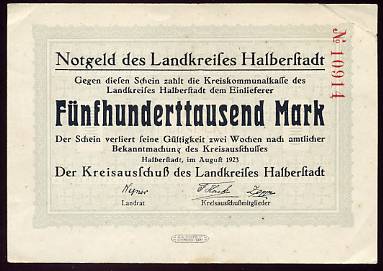 Notgeld des Landkreises Halberstadt
№ 10914
Gegen diesen Schein zahlt die Kreiskommunalkasse des
Landkreises Halberstadt dem Einlieferer
Fünfhunderttausend Mark
Der Schein verliert seine Gültigkeit zwei Wochen nach amtlicher
Bekanntmachung des Kreisausschusses
Halberstadt, im August 1923
Der Kreisausschuß des Landkreises Halberstadt
Landrat
Kreisausschußmitglieder